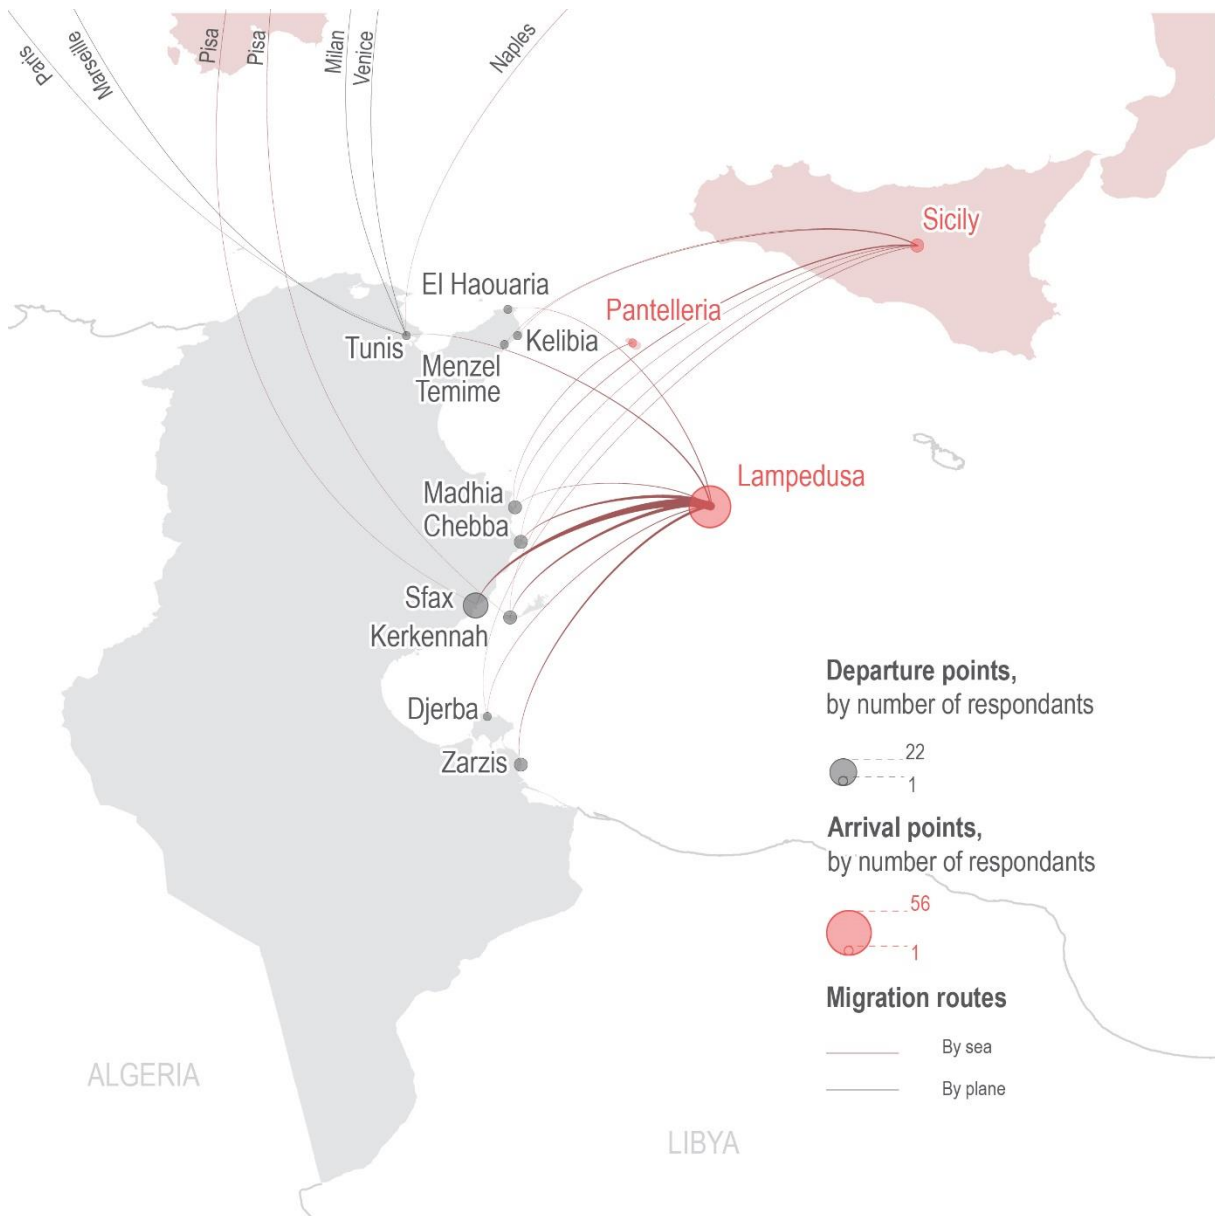 Paris
Marseille
Pisa
Pisa
Milan
Venice
Naples
Sicily
El Haouaria
Pantelleria
Tunis
Kelibia
Menzel
Temime
Lampedusa
Madhia
Chebba
Sfax
Kerkennah
Djerba
Zarzis
Departure points,
by number of respondants
22
1
Arrival points,
by number of respondants
56
1
Migration routes
By sea
By plane
ALGERIA
LIBYA